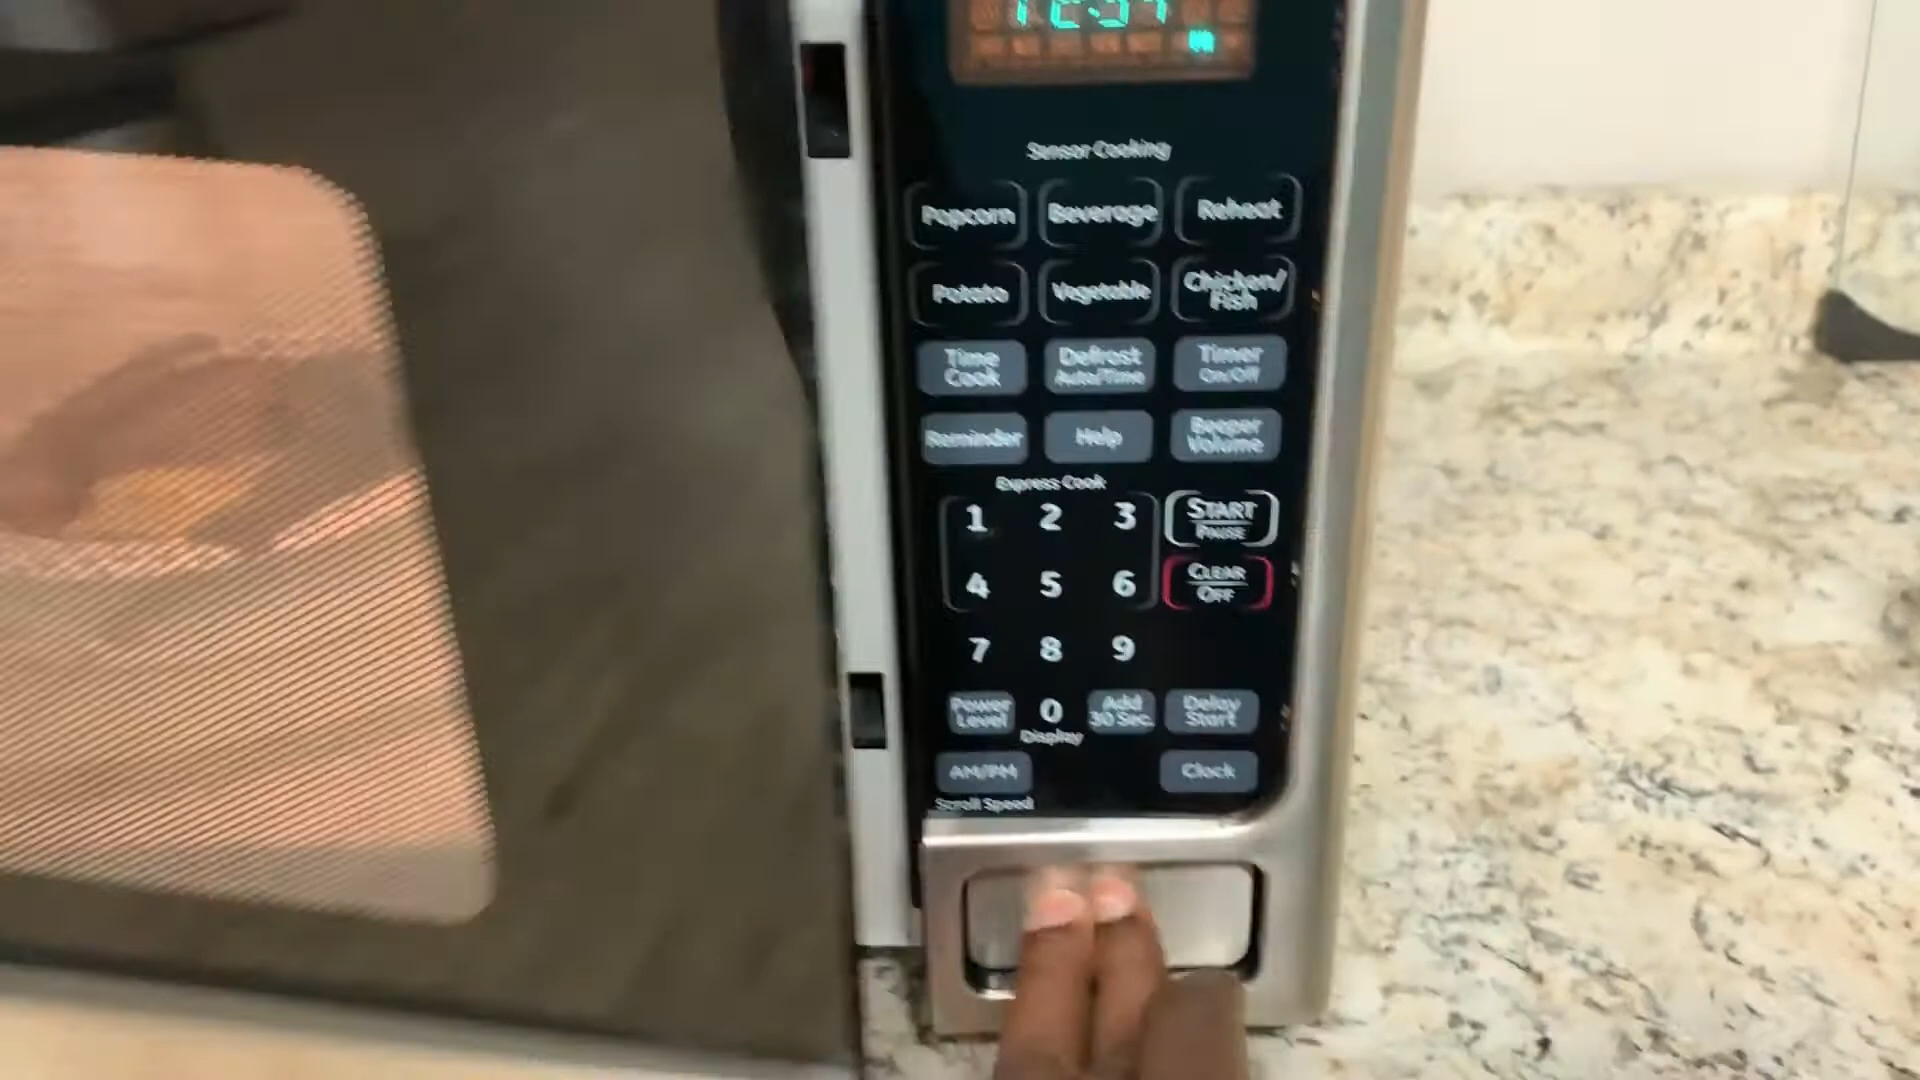 Sensor Cooking
Popcorn Beverage Reheat
Potato Vegetable Chicken/
Fish
Time
Cook
Defrost
Auto/Time
Timer
On/Off
Reminder Help Beeper
Volume
Express Cook
1 2 3 START
PAUSE
4 5 6 CLEAR
OFF
7 8 9
Power
Level
0
Display
Add
30 Sec.
Delay
Start
AM/PM Clock
Scroll Speed